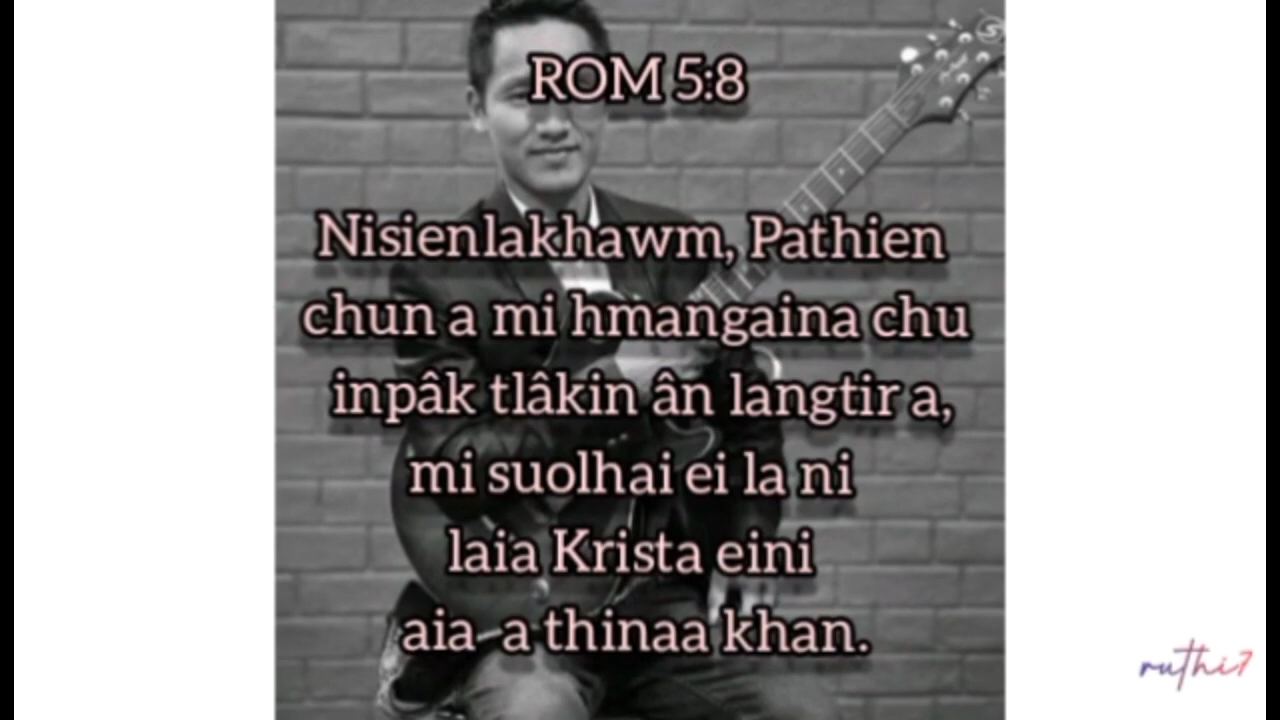 ROM 5:8
Nisienlakhawm, Pathien
chun a mi hmangaina chu
inpâk tlâkin ân langtir a,
mi suolhai ei la ni
laia Krista eini
aia a thinaa khan.
ruthi7